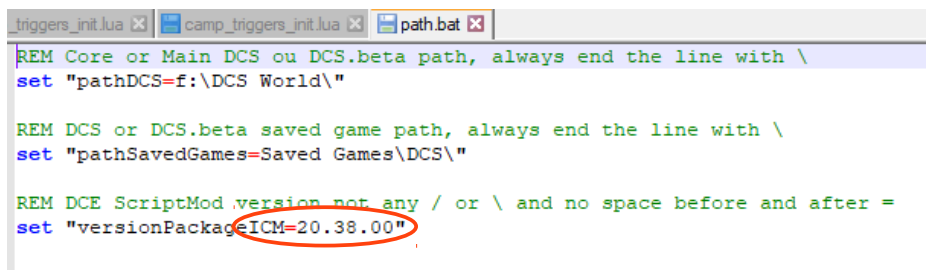 _triggers_init.lua camp_triggers_init.lua path.bat
REM Core or Main DCS ou DCS.beta path, always end the line with \
set "pathDCS=f:\DCS World\"
REM DCS or DCS.beta saved game path, always end the line with \
set "pathSavedGames=Saved Games\DCS\"
REM DCE ScriptMod version not any / or \ and no space before and after =
set "versionPackageICM=20.38.00"